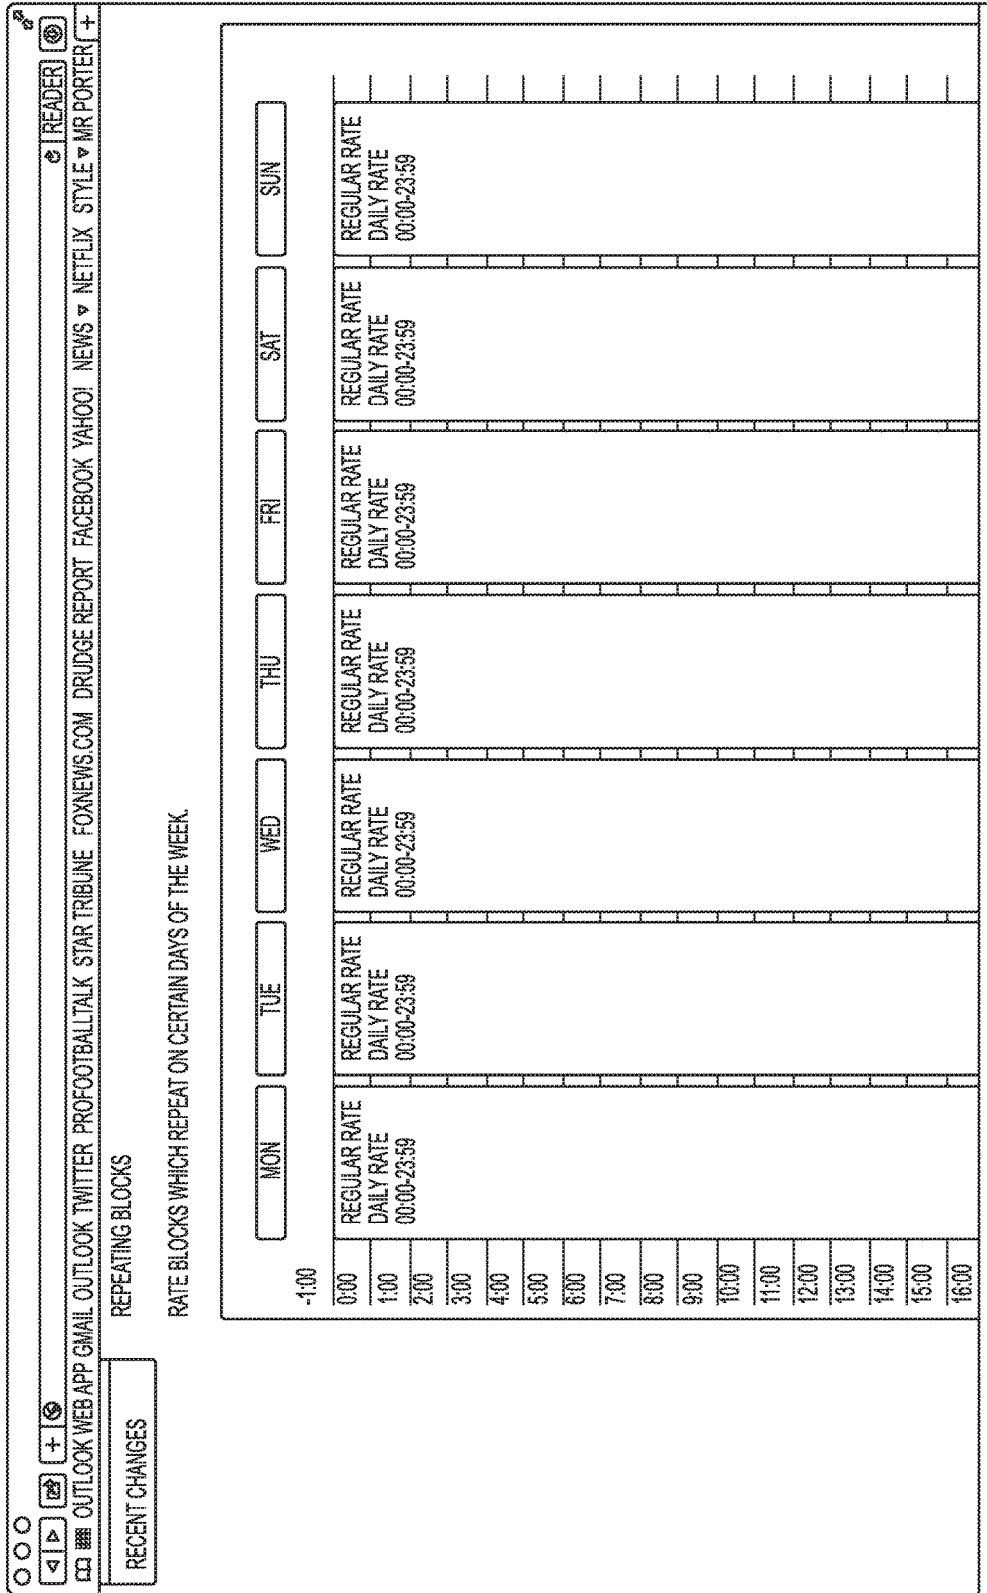 READER
OUTLOOK WEB APP GMAIL OUTLOOK TWITTER PROFOOTBALLTALK STAR TRIBUNE FOXNEWS.COM DRUDGE REPORT FACEBOOK YAHOO! NEWS NETFLIX STYLE MR PORTER +
RECENT CHANGES
REPEATING BLOCKS
RATE BLOCKS WHICH REPEAT ON CERTAIN DAYS OF THE WEEK.
MON TUE WED THU FRI SAT SUN
-1:00
0:00 REGULAR RATE REGULAR RATE REGULAR RATE REGULAR RATE REGULAR RATE REGULAR RATE REGULAR RATE
DAILY RATE DAILY RATE DAILY RATE DAILY RATE DAILY RATE DAILY RATE DAILY RATE
1:00 00:00-23:59 00:00-23:59 00:00-23:59 00:00-23:59 00:00-23:59 00:00-23:59 00:00-23:59
2:00
3:00
4:00
5:00
6:00
7:00
8:00
9:00
10:00
11:00
12:00
13:00
14:00
15:00
16:00